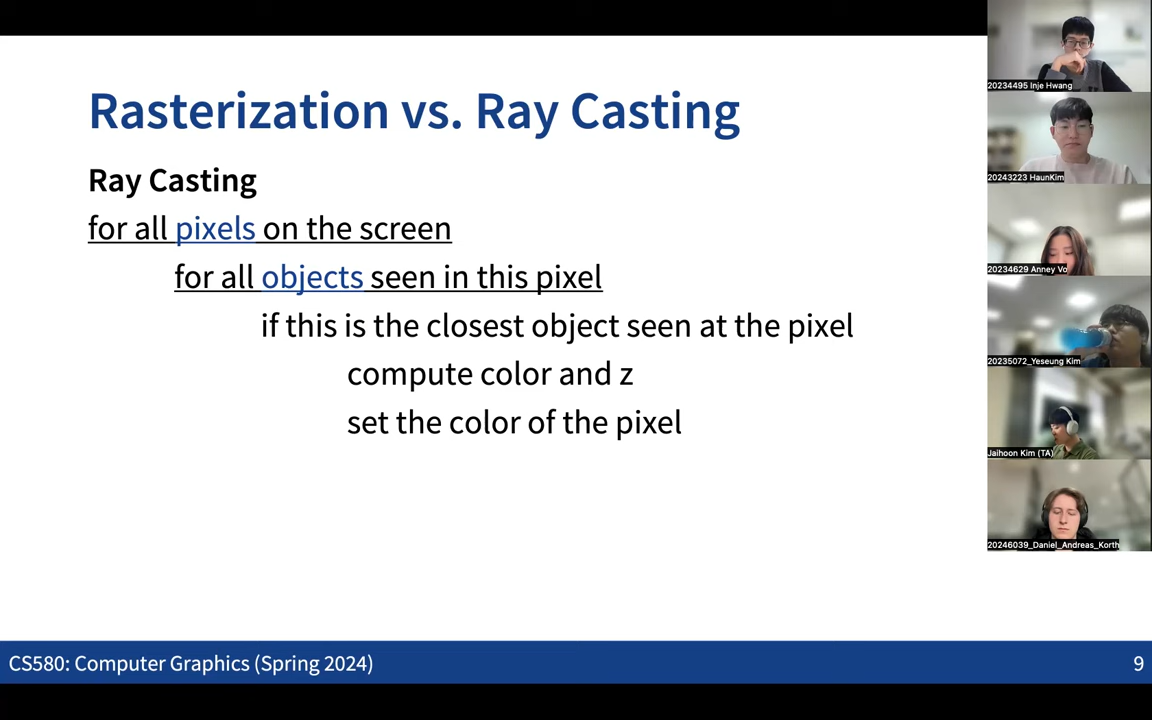 Rasterization vs. Ray Casting
Ray Casting
for all pixels on the screen
for all objects seen in this pixel
if this is the closest object seen at the pixel
compute color and z
set the color of the pixel
CS580: Computer Graphics (Spring 2024)
9
20234495 Inje Hwang
20243223 HaunKim
20234629 Anney Vo
20235072_Yeseung Kim
Jaihoon Kim (TA)
20246039_Daniel_Andreas_Korth